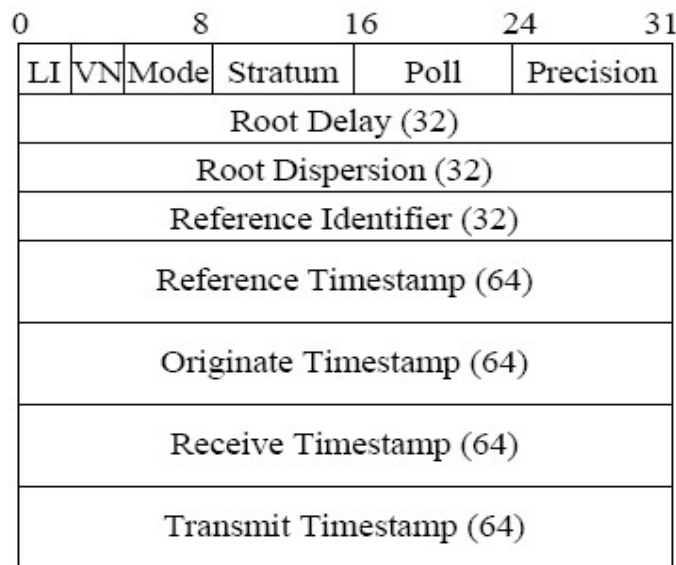 0 8 16 24 31
LI VN Mode Stratum Poll Precision
Root Delay (32)
Root Dispersion (32)
Reference Identifier (32)
Reference Timestamp (64)
Originate Timestamp (64)
Receive Timestamp (64)
Transmit Timestamp (64)